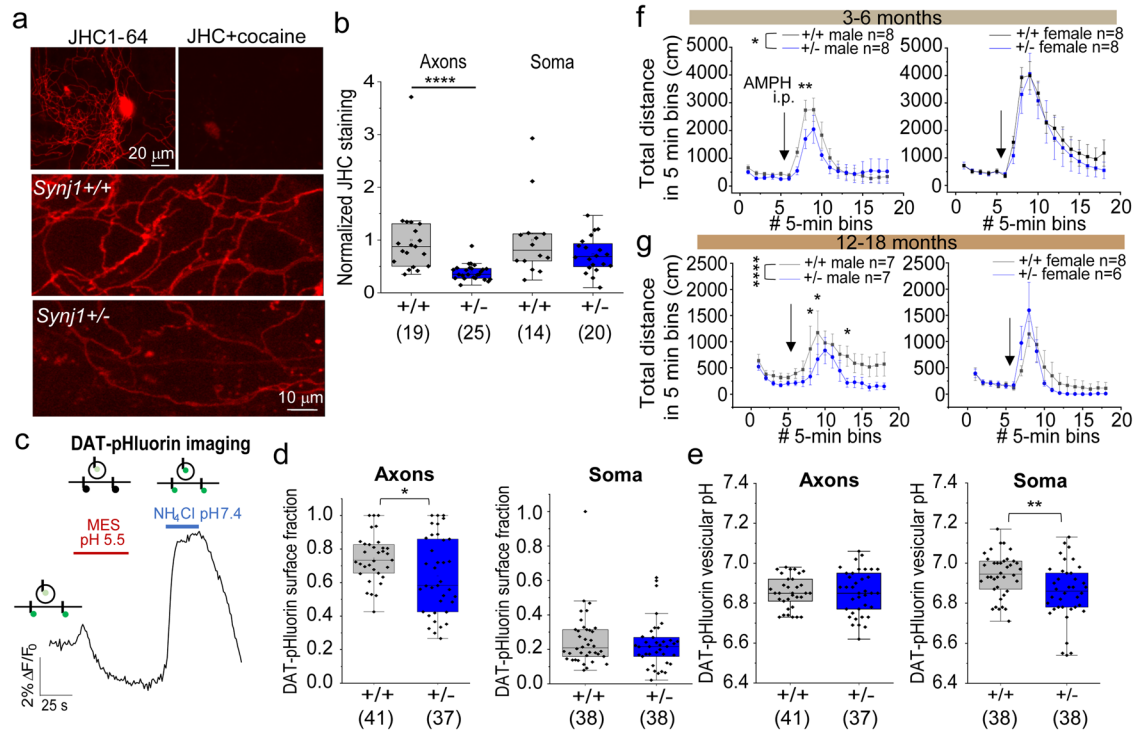 a
JHC1-64
JHC+cocaine
20 µm
Synj1+/+
Synj1+/-
10 µm
b
Axons
Soma
****
Normalized JHC staining
4
3
2
1
0
+/+
+/-
+/+
+/-
(19)
(25)
(14)
(20)
c
DAT-pHluorin imaging
NH4Cl pH7.4
MES
pH 5.5
2% ΔF/F0
25 s
d
Axons
*
DAT-pHluorin surface fraction
1.0
0.8
0.6
0.4
0.2
0.0
+/+
+/-
(41)
(37)
Soma
DAT-pHluorin surface fraction
1.0
0.8
0.6
0.4
0.2
0.0
+/+
+/-
(38)
(38)
e
Axons
DAT-pHluorin vesicular pH
7.4
7.2
7.0
6.8
6.6
6.4
+/+
+/-
(41)
(37)
Soma
**
DAT-pHluorin vesicular pH
7.4
7.2
7.0
6.8
6.6
6.4
+/+
+/-
(38)
(38)
f
3-6 months
+/+ male n=8
+/- male n=8
*
AMPH
i.p.
**
Total distance
in 5 min bins (cm)
5000
4000
3000
2000
1000
0
0 5 10 15 20
# 5-min bins
+/+ female n=8
+/- female n=8
5000
4000
3000
2000
1000
0
0 5 10 15 20
# 5-min bins
g
12-18 months
+/+ male n=7
+/- male n=7
****
*
*
*
Total distance
in 5 min bins (cm)
2500
2000
1500
1000
500
0
0 5 10 15 20
# 5-min bins
+/+ female n=8
+/- female n=6
2500
2000
1500
1000
500
0
0 5 10 15 20
# 5-min bins